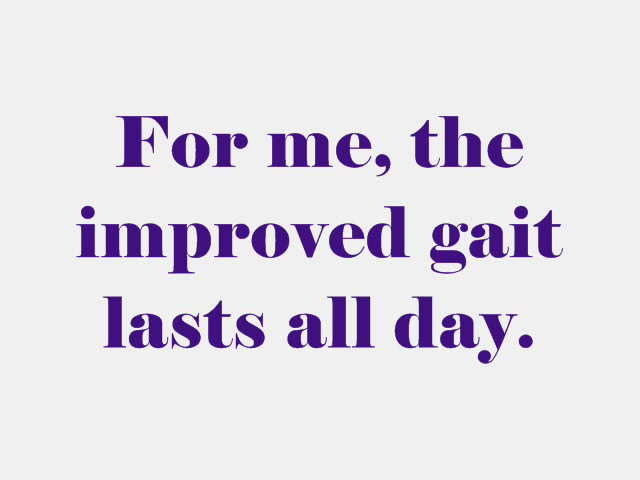 For me, the
improved gait
lasts all day.